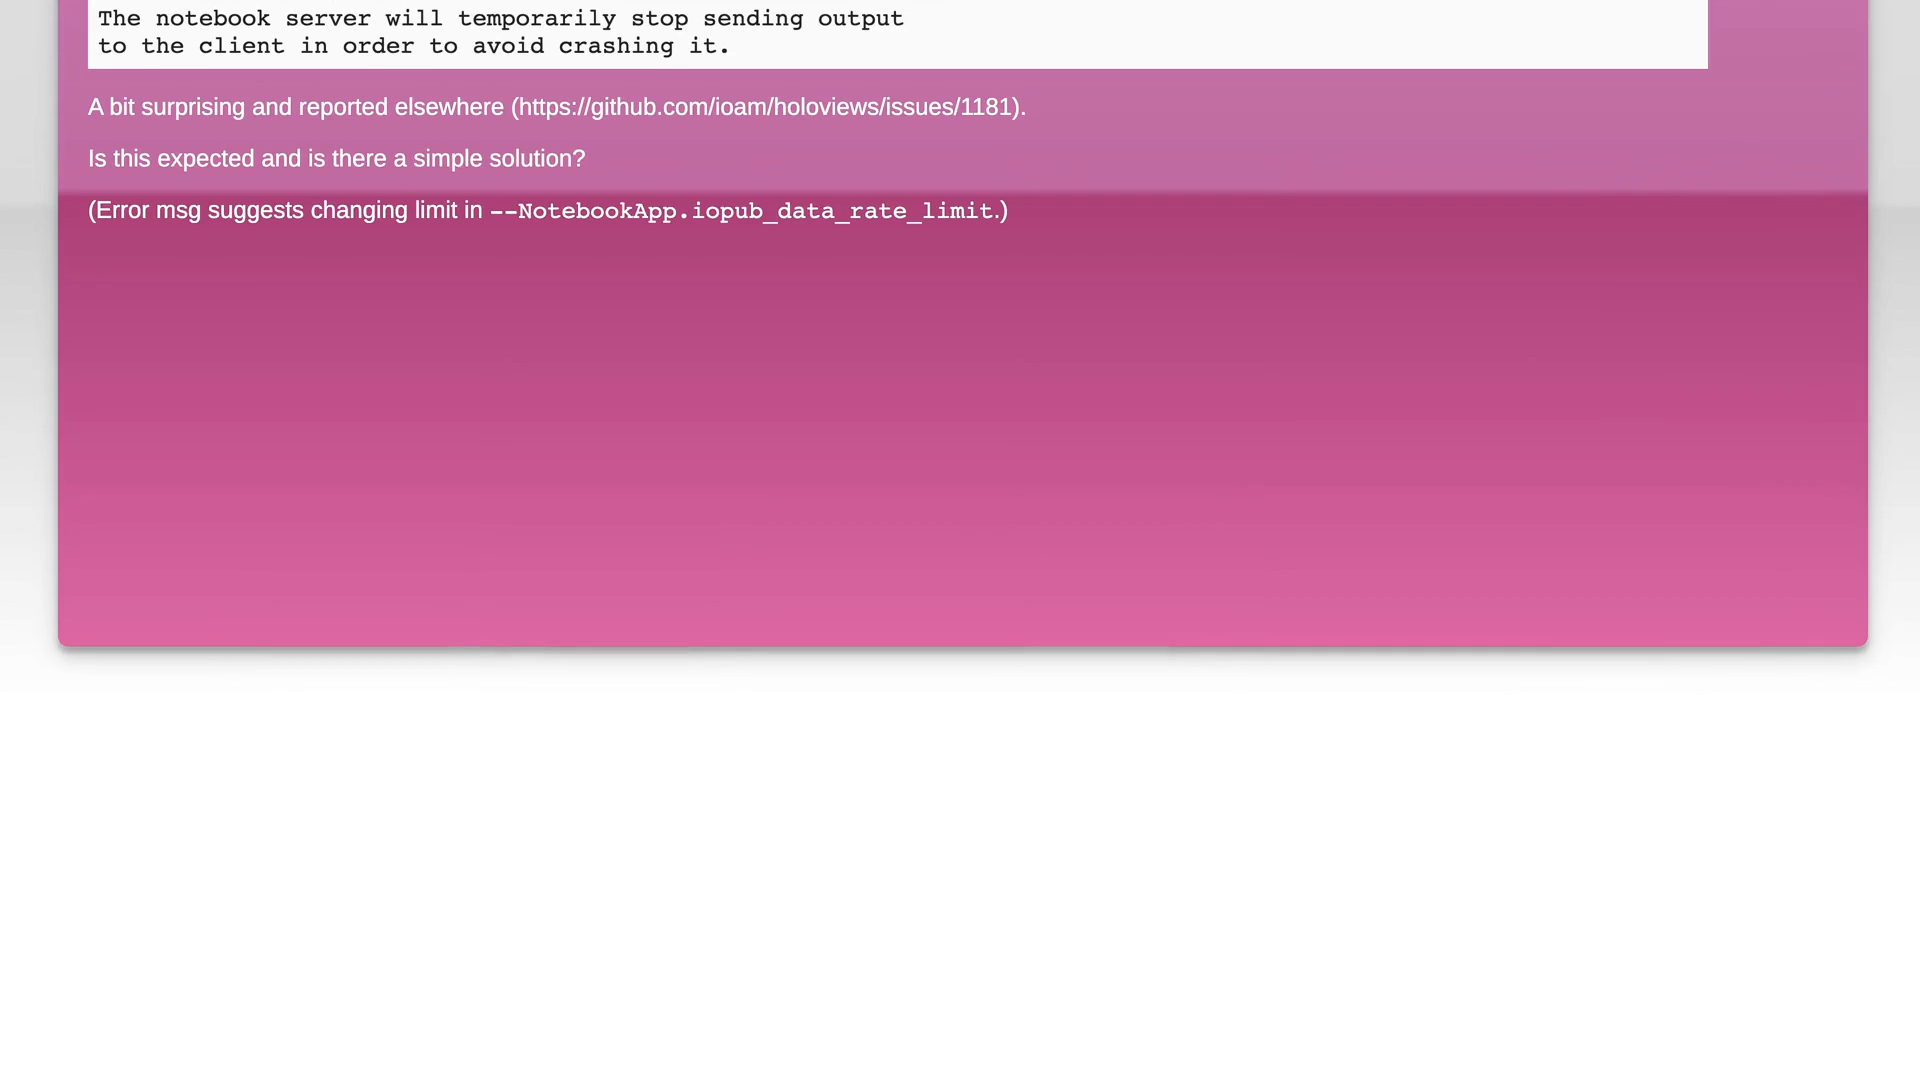 The notebook server will temporarily stop sending output
to the client in order to avoid crashing it.
A bit surprising and reported elsewhere (https://github.com/ioam/holoviews/issues/1181).
Is this expected and is there a simple solution?
(Error msg suggests changing limit in --NotebookApp.iopub_data_rate_limit.)